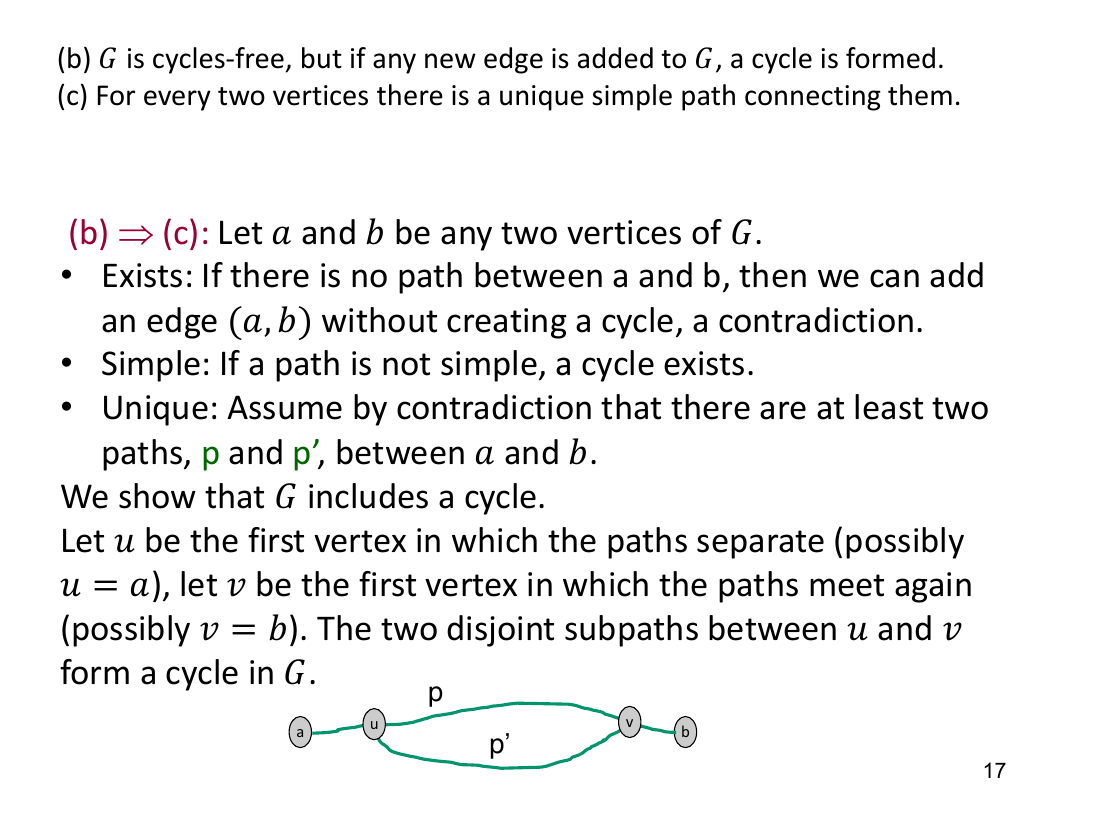 (b) 𝐺 is cycles-free, but if any new edge is added to 𝐺, a cycle is formed.
(c) For every two vertices there is a unique simple path connecting them.
(b) ⟹ (c): Let 𝑎 and 𝑏 be any two vertices of 𝐺.
• Exists: If there is no path between a and b, then we can add
an edge (𝑎, 𝑏) without creating a cycle, a contradiction.
• Simple: If a path is not simple, a cycle exists.
• Unique: Assume by contradiction that there are at least two
paths, p and p’, between 𝑎 and 𝑏.
We show that 𝐺 includes a cycle.
Let 𝑢 be the first vertex in which the paths separate (possibly
𝑢 = 𝑎), let 𝑣 be the first vertex in which the paths meet again
(possibly 𝑣 = 𝑏). The two disjoint subpaths between 𝑢 and 𝑣
form a cycle in 𝐺.
p
a
u
v
b
p’
17